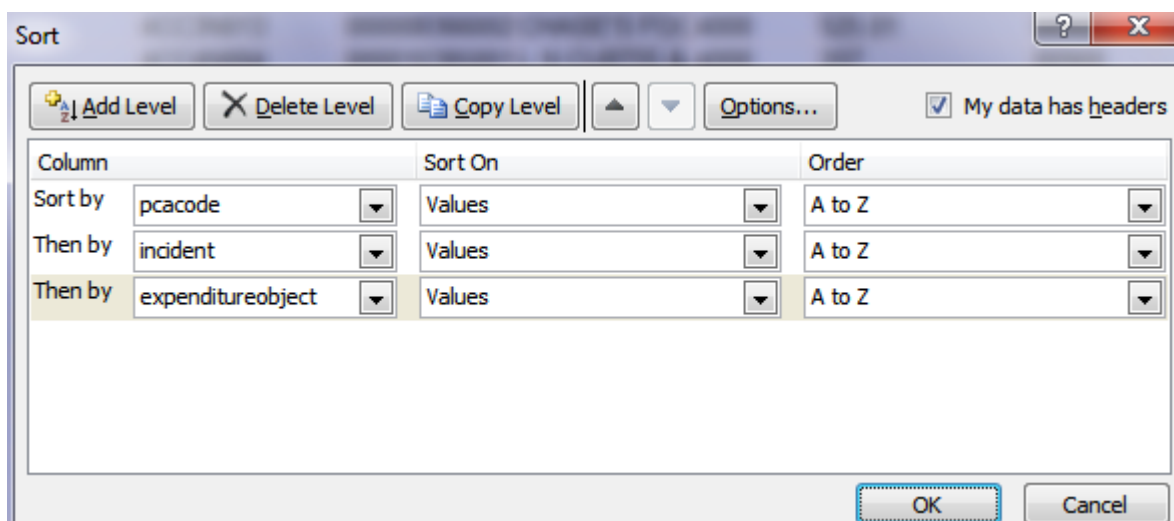 Sort
Add Level Delete Level Copy Level Options... My data has headers
Column Sort On Order
Sort by pcacode Values A to Z
Then by incident Values A to Z
Then by expenditureobject Values A to Z
OK Cancel